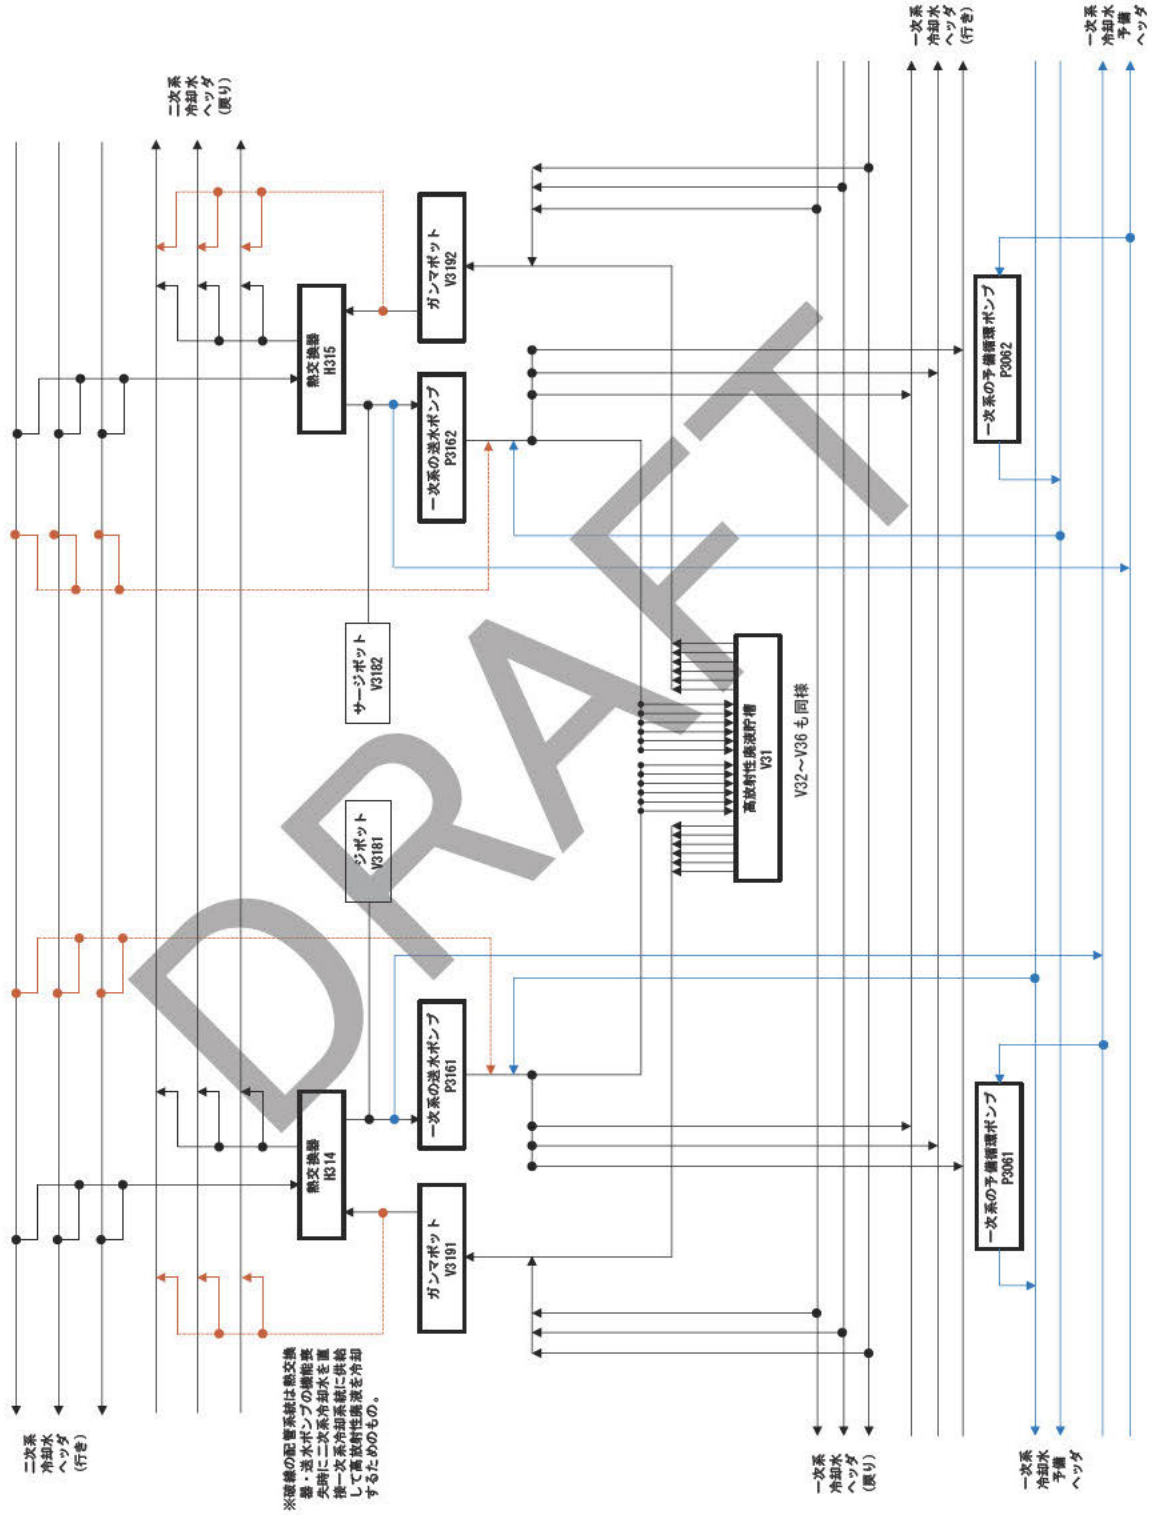 二次系
冷却水
ヘッダ
(行き)
※破線の配管系統は熱交換
器・送水ポンプの機能喪
失時に二次系冷却水を直
接一次系冷却系統に供給
して高放射性廃液を冷却
するためのもの。
二次系
冷却水
ヘッダ
(戻り)
熱交換器
H314
熱交換器
H315
ジポット
V3181
サージポット
V3182
ガンマポット
V3191
一次系の送水ポンプ
P3161
一次系の送水ポンプ
P3162
ガンマポット
V3192
高放射性廃液貯槽
V31
V32～V36 も同様
一次系
冷却水
ヘッダ
(戻り)
一次系
冷却水
ヘッダ
(行き)
一次系の予備循環ポンプ
P3061
一次系の予備循環ポンプ
P3062
一次系
冷却水
予備
ヘッダ
一次系
冷却水
予備
ヘッダ
DRAFT